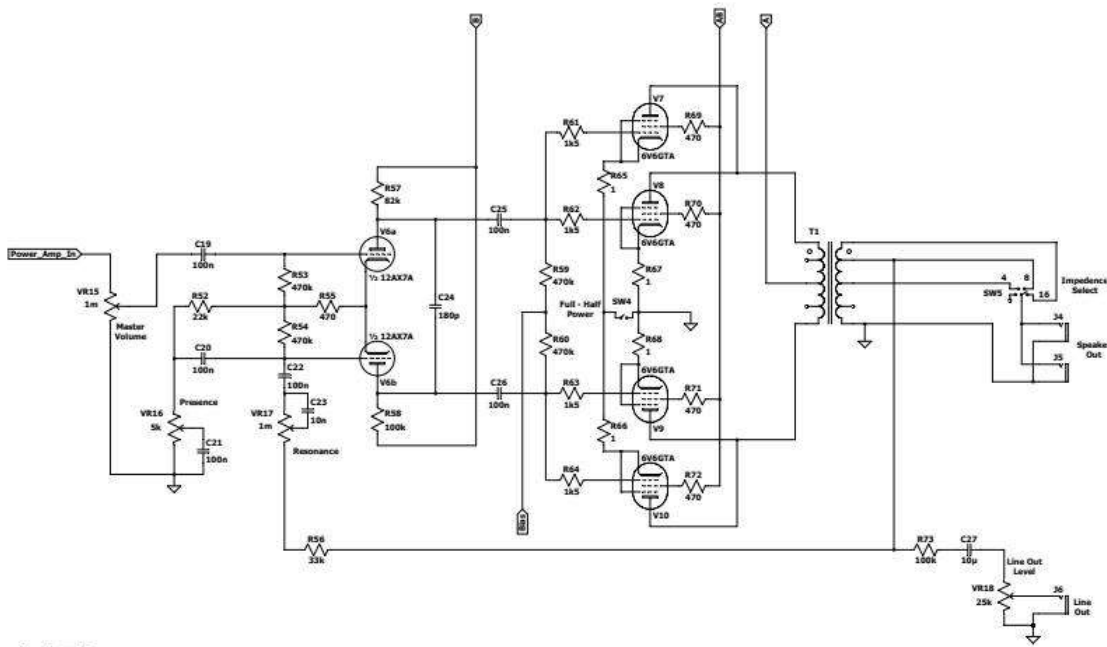 B
AB
A
V7
R61
1k5
R69
470
6V6GTA
R57
82k
R65
1
V8
C25
100n
R62
1k5
R70
470
6V6GTA
V6a
T1
C19
100n
Power_Amp_In
½ 12AX7A
R53
470k
R59
470k
R67
1
4
8
16
SW5
Impedence
Select
VR15
1m
Master
Volume
R52
22k
R55
470
C24
180p
Full - Half
Power
SW4
J4
Speaker
Out
J5
R54
470k
½ 12AX7A
R60
470k
R68
1
C20
100n
V6b
C22
100n
C26
100n
R63
1k5
6V6GTA
R71
470
V9
Presence
VR16
5k
C23
10n
VR17
1m
R58
100k
R66
1
C21
100n
Resonance
6V6GTA
R64
1k5
R72
470
V10
Bias
R56
33k
R73
100k
C27
10µ
Line Out
Level
VR18
25k
J6
Line
Out